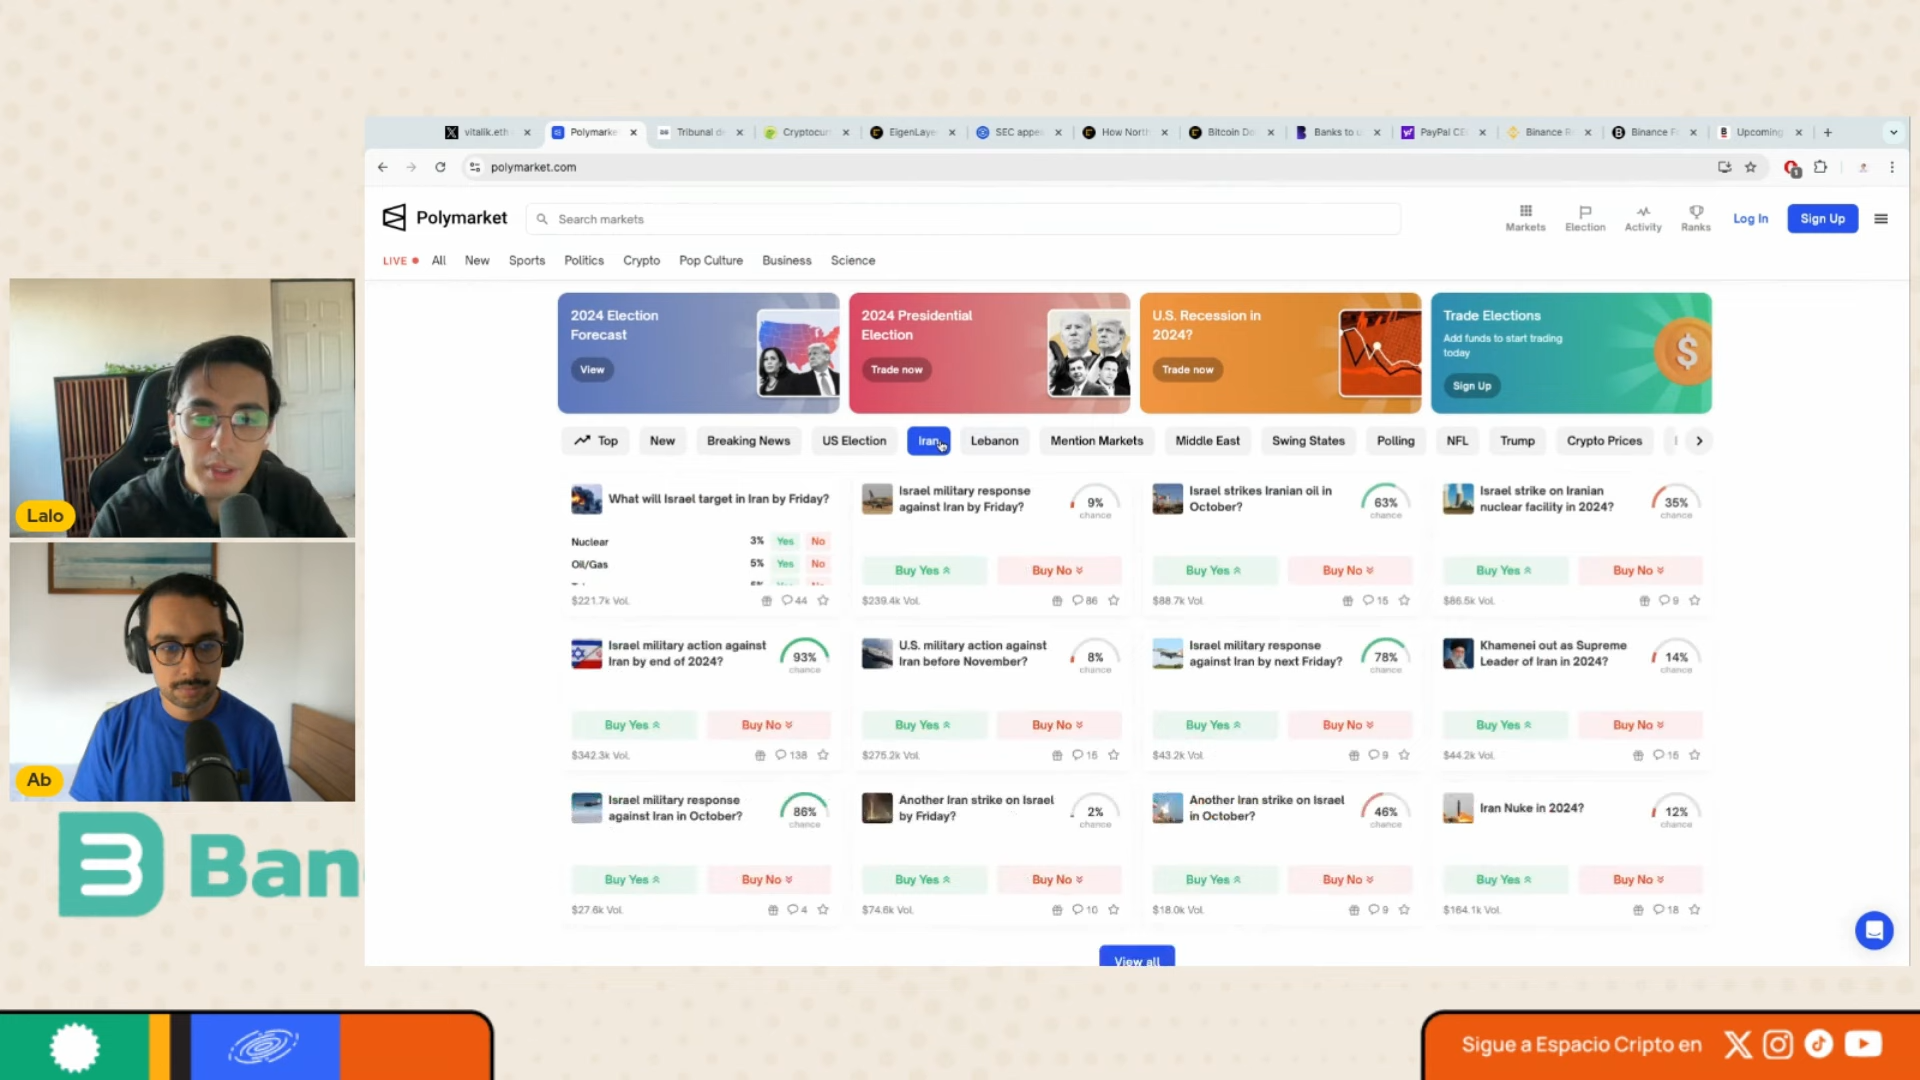 vitalik.eth
Polymarke
Tribunal d
Cryptocur
EigenLaye
SEC appe
How North
Bitcoin Do
Banks to u
PayPal CE
Binance R
Binance F
Upcoming
polymarket.com
Polymarket
Search markets
Markets
Election
Activity
Ranks
Log In
Sign Up
LIVE
All
New
Sports
Politics
Crypto
Pop Culture
Business
Science
2024 Election
Forecast
View
2024 Presidential
Election
Trade now
U.S. Recession in
2024?
Trade now
Trade Elections
Add funds to start trading
today
Sign Up
Top
New
Breaking News
US Election
Iran
Lebanon
Mention Markets
Middle East
Swing States
Polling
NFL
Trump
Crypto Prices
What will Israel target in Iran by Friday?
Nuclear 3% Yes No
Oil/Gas 5% Yes No
$221.7k Vol.
44
Israel military response
against Iran by Friday?
9%
chance
Buy Yes
Buy No
$239.4k Vol.
86
Israel strikes Iranian oil in
October?
63%
chance
Buy Yes
Buy No
$88.7k Vol.
15
Israel strike on Iranian
nuclear facility in 2024?
35%
chance
Buy Yes
Buy No
$86.5k Vol.
9
Israel military action against
Iran by end of 2024?
93%
chance
Buy Yes
Buy No
$342.3k Vol.
138
U.S. military action against
Iran before November?
8%
chance
Buy Yes
Buy No
$275.2k Vol.
15
Israel military response
against Iran by next Friday?
78%
chance
Buy Yes
Buy No
$43.2k Vol.
9
Khamenei out as Supreme
Leader of Iran in 2024?
14%
chance
Buy Yes
Buy No
$44.2k Vol.
15
Israel military response
against Iran in October?
86%
chance
Buy Yes
Buy No
$27.6k Vol.
4
Another Iran strike on Israel
by Friday?
2%
chance
Buy Yes
Buy No
$74.6k Vol.
10
Another Iran strike on Israel
in October?
46%
chance
Buy Yes
Buy No
$18.0k Vol.
9
Iran Nuke in 2024?
12%
chance
Buy Yes
Buy No
$164.1k Vol.
18
View all
Lalo
Ab
Ban
Sigue a Espacio Cripto en